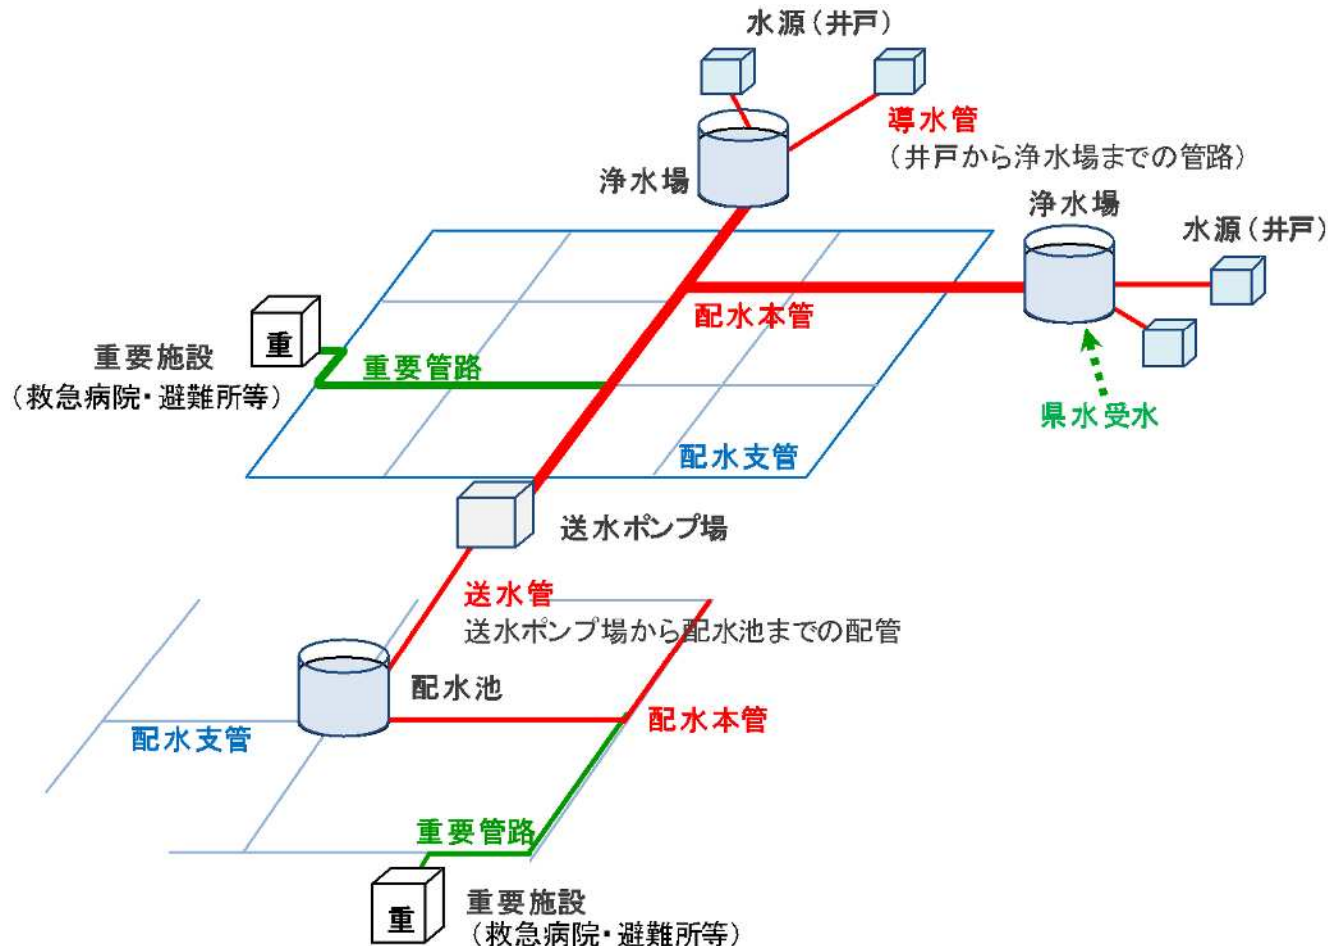 水源(井戸)
導水管
(井戸から浄水場までの管路)
浄水場
浄水場
水源(井戸)
配水本管
重
重要施設
(救急病院・避難所等)
重要管路
県水受水
配水支管
送水ポンプ場
送水管
送水ポンプ場から配水池までの配管
配水池
配水本管
配水支管
重要管路
重
重要施設
(救急病院・避難所等)